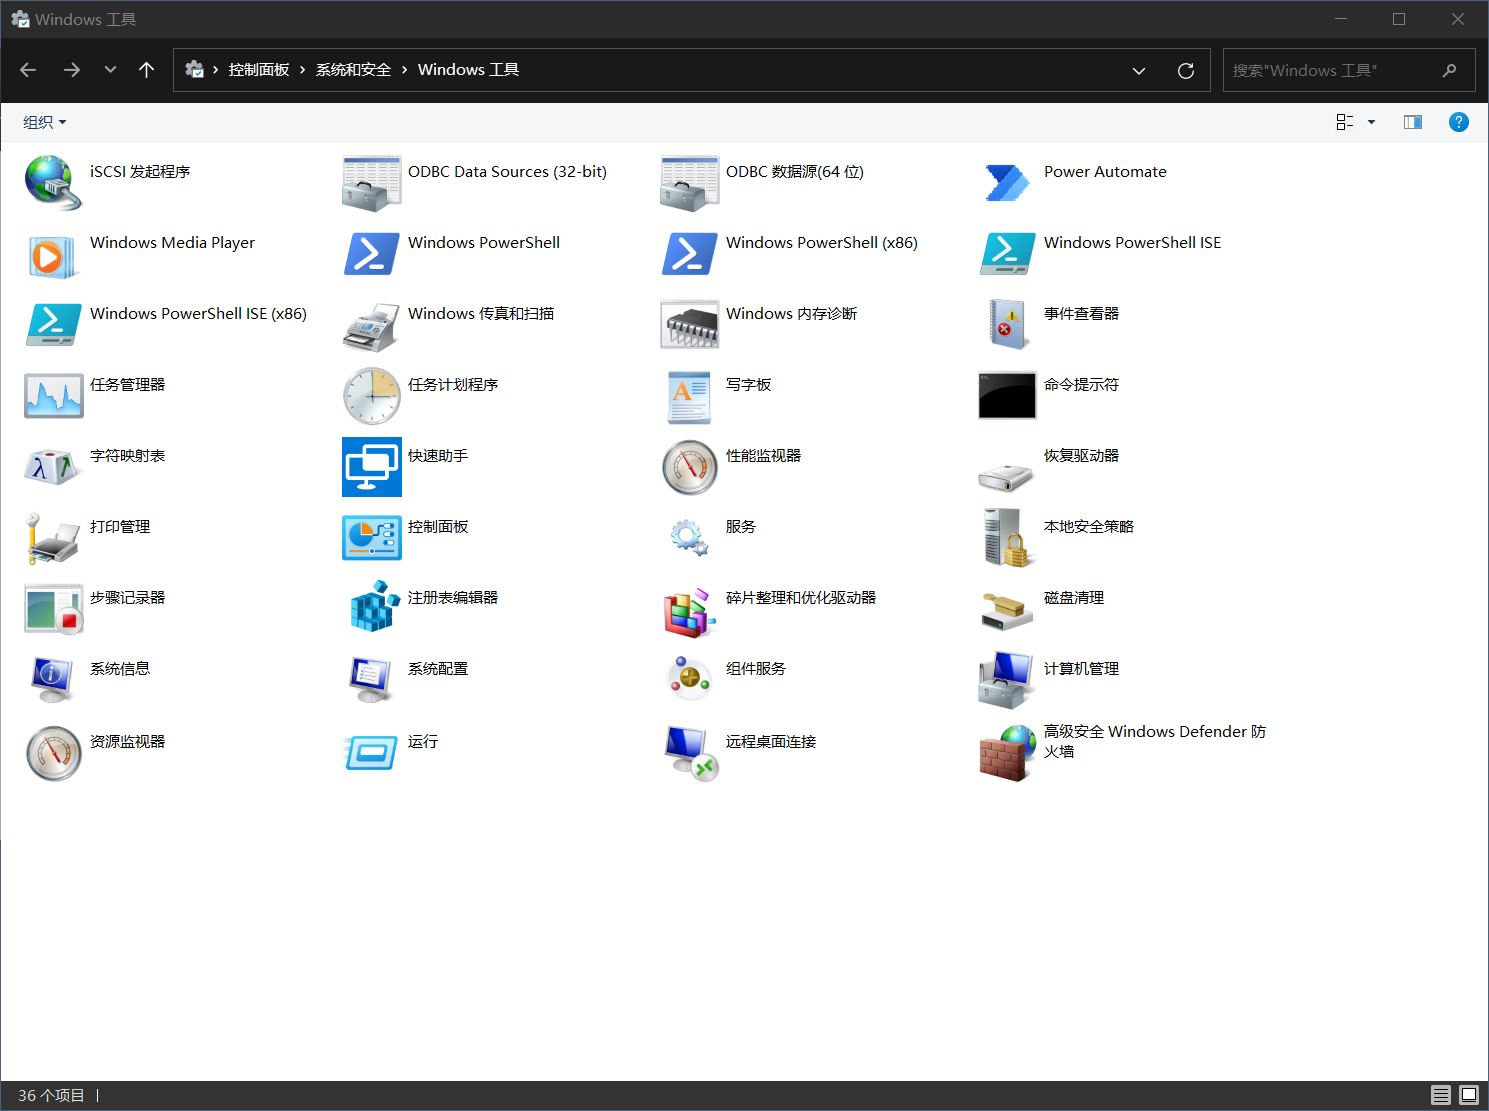 Windows 工具
控制面板 系统和安全 Windows 工具
搜索"Windows 工具"
组织
iSCSI 发起程序
ODBC Data Sources (32-bit)
ODBC 数据源(64 位)
Power Automate
Windows Media Player
Windows PowerShell
Windows PowerShell (x86)
Windows PowerShell ISE
Windows PowerShell ISE (x86)
Windows 传真和扫描
Windows 内存诊断
事件查看器
任务管理器
任务计划程序
写字板
命令提示符
字符映射表
快速助手
性能监视器
恢复驱动器
打印管理
控制面板
服务
本地安全策略
步骤记录器
注册表编辑器
碎片整理和优化驱动器
磁盘清理
系统信息
系统配置
组件服务
计算机管理
资源监视器
运行
远程桌面连接
高级安全 Windows Defender 防
火墙
36 个项目